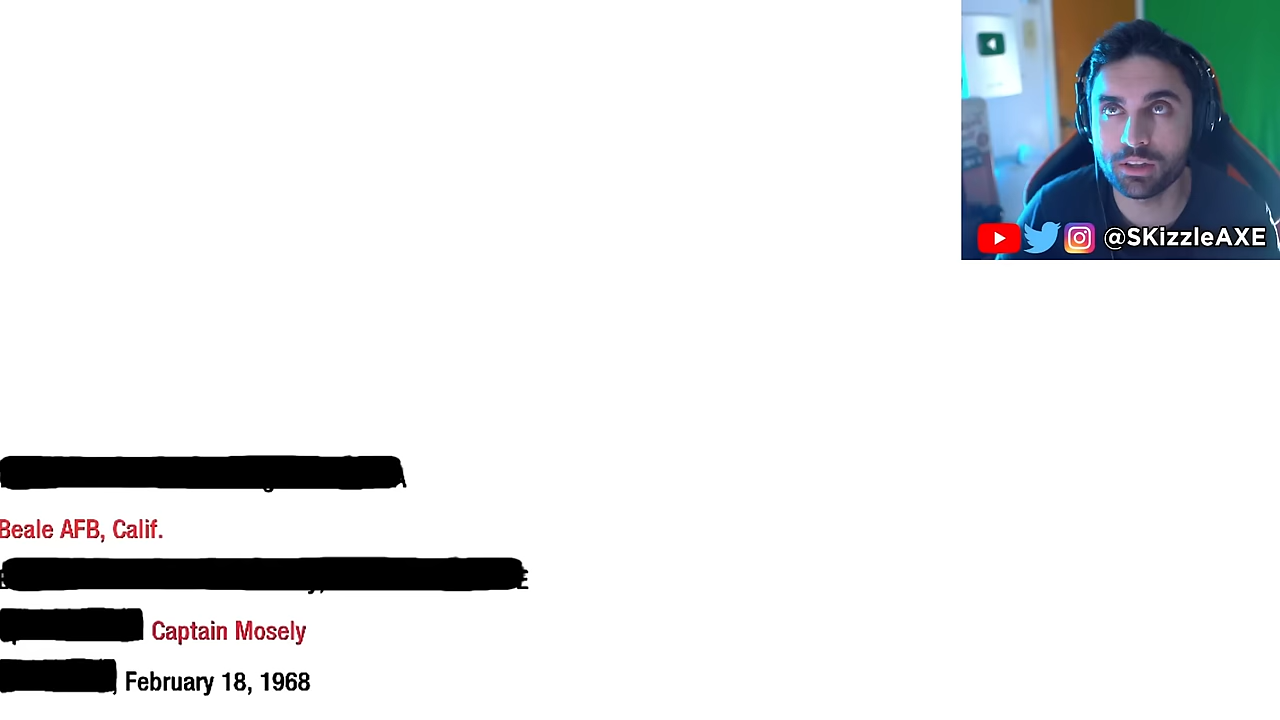 @SKizzleAXE
Beale AFB, Calif.
Captain Mosely
February 18, 1968